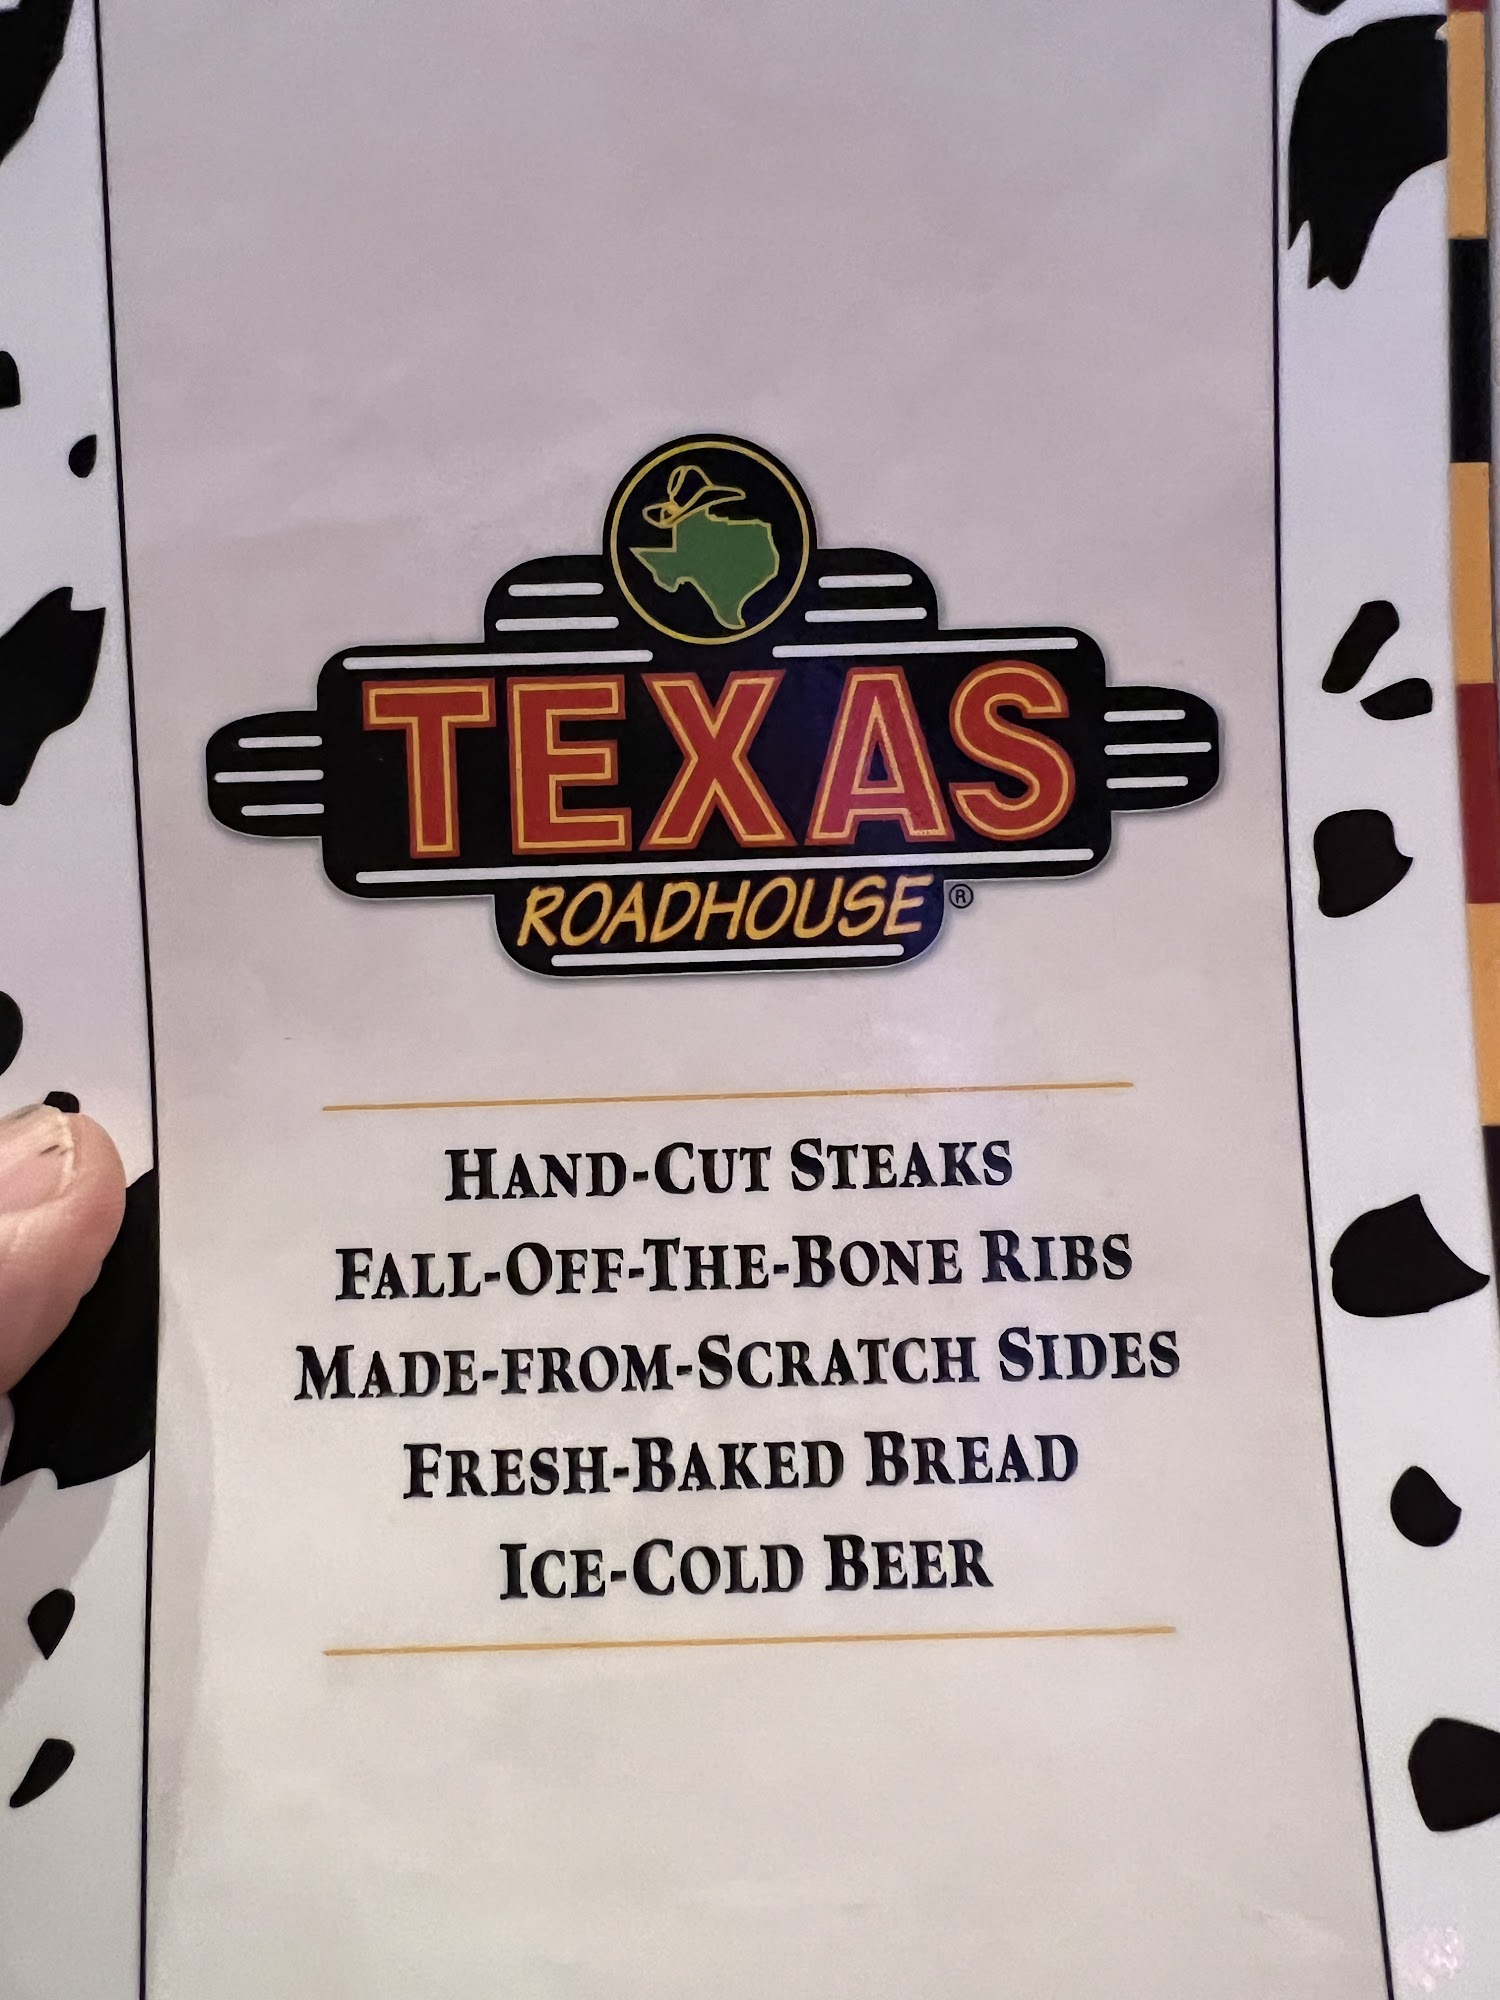 TEXAS
ROADHOUSE®
HAND-CUT STEAKS
FALL-OFF-THE-BONE RIBS
MADE-FROM-SCRATCH SIDES
FRESH-BAKED BREAD
ICE-COLD BEER